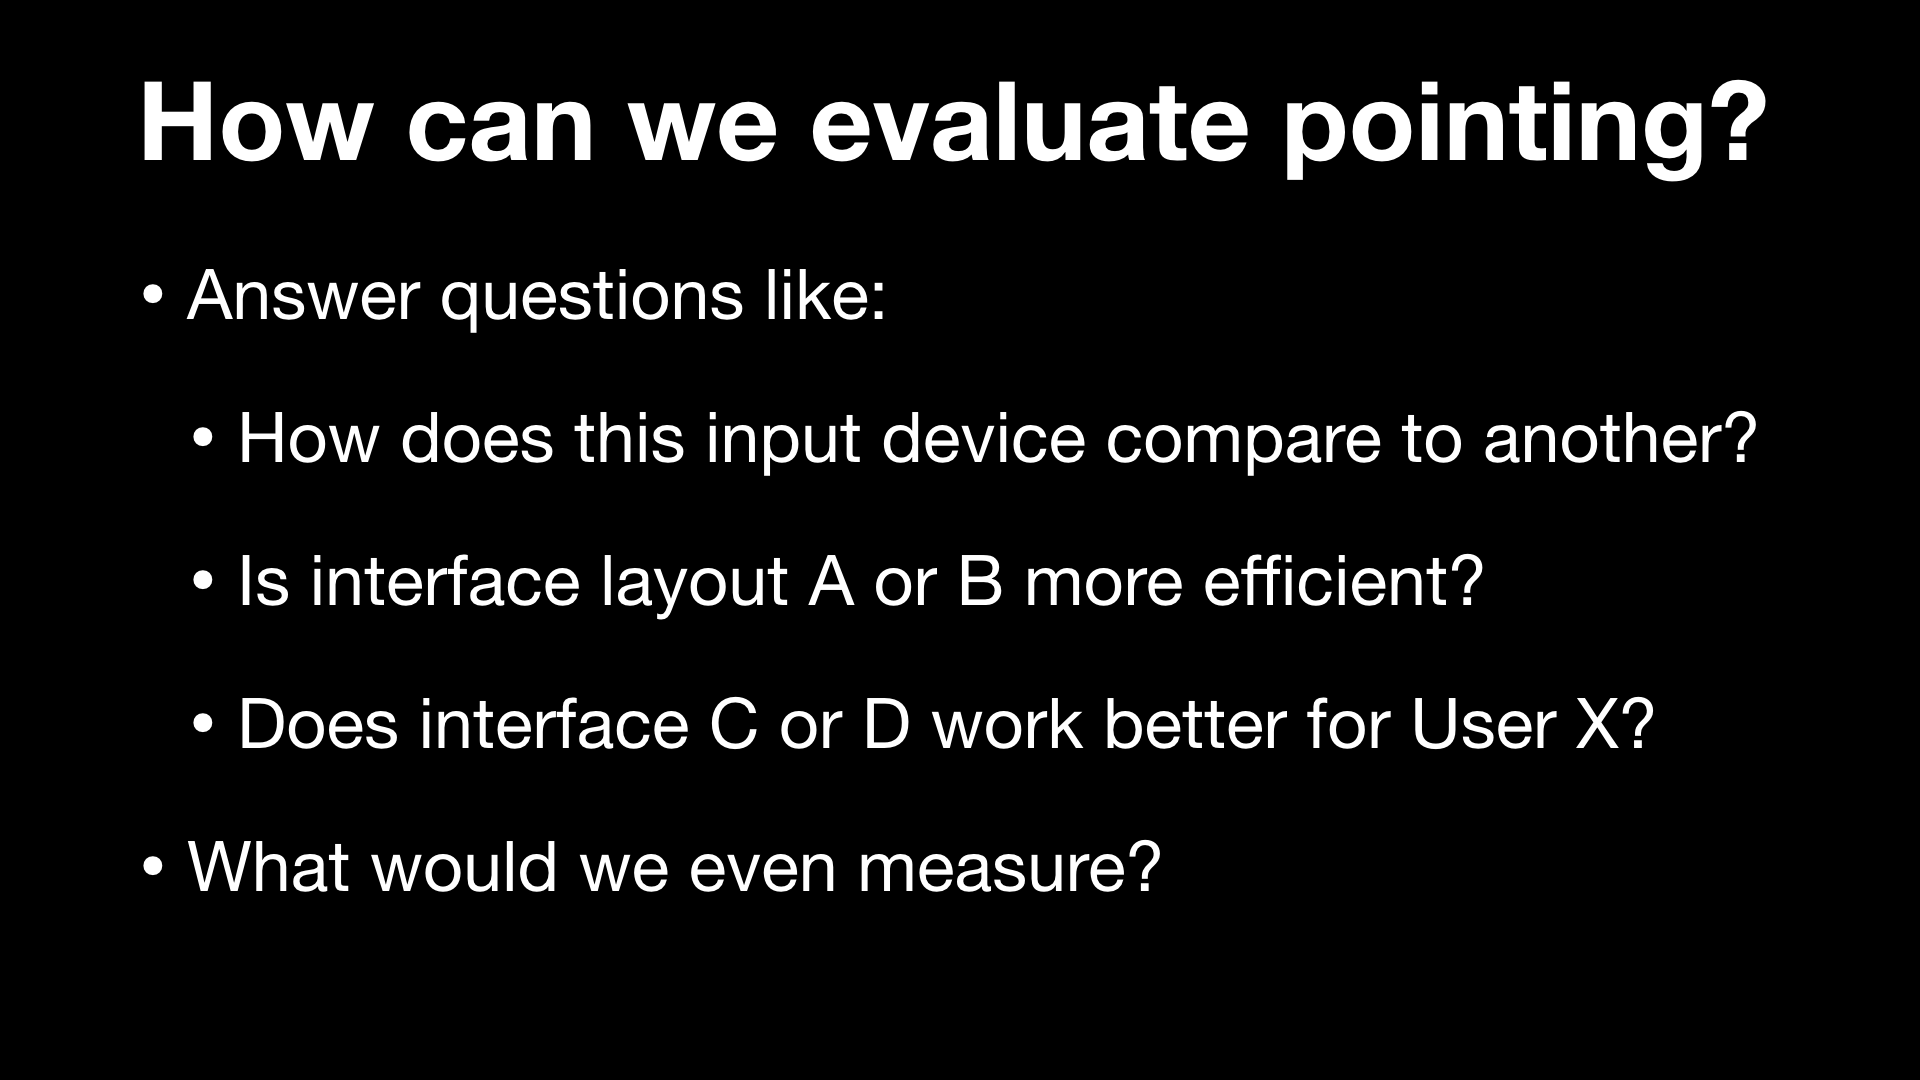 How can we evaluate pointing?
• Answer questions like:
• How does this input device compare to another?
• Is interface layout A or B more efficient?
• Does interface C or D work better for User X?
• What would we even measure?